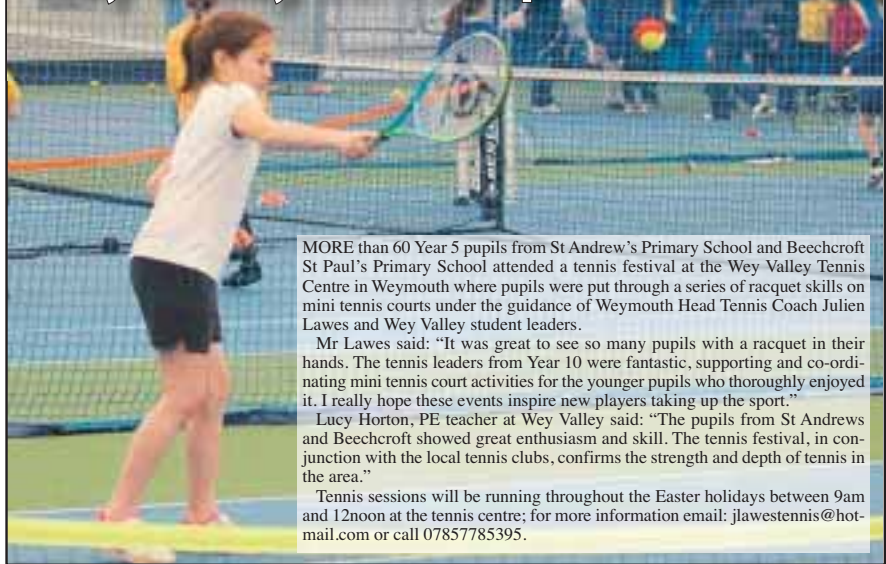 MORE than 60 Year 5 pupils from St Andrew's Primary School and Beechcroft
St Paul's Primary School attended a tennis festival at the Wey Valley Tennis
Centre in Weymouth where pupils were put through a series of racquet skills on
mini tennis courts under the guidance of Weymouth Head Tennis Coach Julien
Lawes and Wey Valley student leaders.
Mr Lawes said: “It was great to see so many pupils with a racquet in their
hands. The tennis leaders from Year 10 were fantastic, supporting and co-ordi-
nating mini tennis court activities for the younger pupils who thoroughly enjoyed
it. I really hope these events inspire new players taking up the sport.”
Lucy Horton, PE teacher at Wey Valley said: “The pupils from St Andrews
and Beechcroft showed great enthusiasm and skill. The tennis festival, in con-
junction with the local tennis clubs, confirms the strength and depth of tennis in
the area.”
Tennis sessions will be running throughout the Easter holidays between 9am
and 12noon at the tennis centre; for more information email: jlawestennis@hot-
mail.com or call 07857785395.